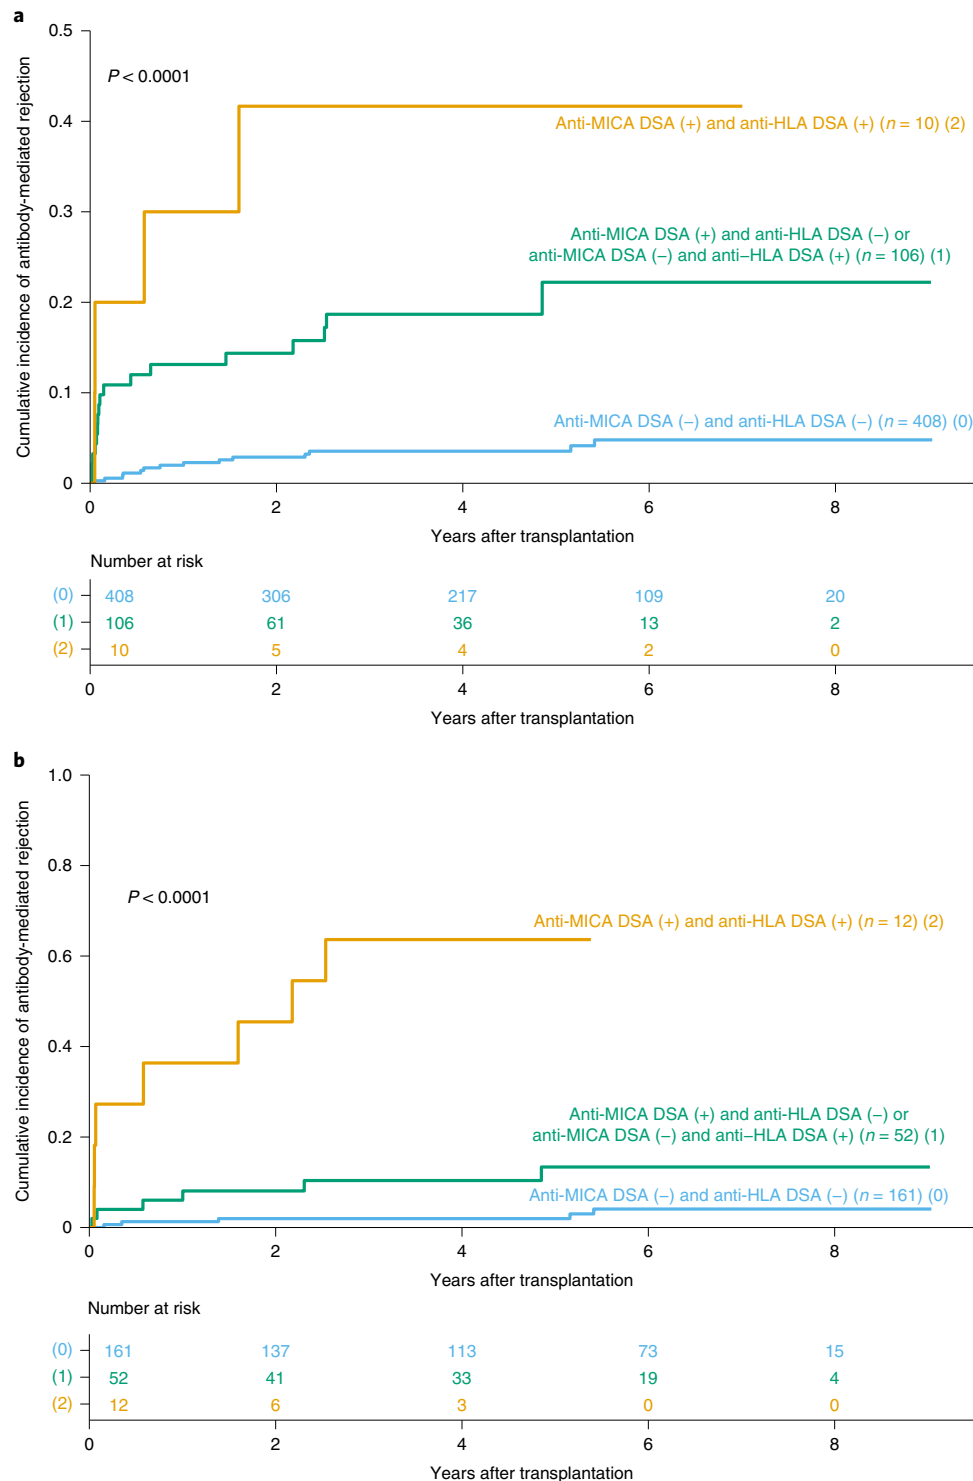 a
0.5
P < 0.0001
0.4
Anti-MICA DSA (+) and anti-HLA DSA (+) (n = 10) (2)
0.3
Anti-MICA DSA (+) and anti-HLA DSA (−) or
anti-MICA DSA (−) and anti–HLA DSA (+) (n = 106) (1)
0.2
0.1
Anti-MICA DSA (−) and anti-HLA DSA (−) (n = 408) (0)
0
Cumulative incidence of antibody-mediated rejection
0 2 4 6 8
Years after transplantation
Number at risk
(0) 408 306 217 109 20
(1) 106 61 36 13 2
(2) 10 5 4 2 0
0 2 4 6 8
Years after transplantation
b
1.0
0.8
P < 0.0001
Anti-MICA DSA (+) and anti-HLA DSA (+) (n = 12) (2)
0.6
0.4
Anti-MICA DSA (+) and anti-HLA DSA (−) or
anti-MICA DSA (−) and anti–HLA DSA (+) (n = 52) (1)
0.2
Anti-MICA DSA (−) and anti-HLA DSA (−) (n = 161) (0)
0
Cumulative incidence of antibody-mediated rejection
0 2 4 6 8
Years after transplantation
Number at risk
(0) 161 137 113 73 15
(1) 52 41 33 19 4
(2) 12 6 3 0 0
0 2 4 6 8
Years after transplantation